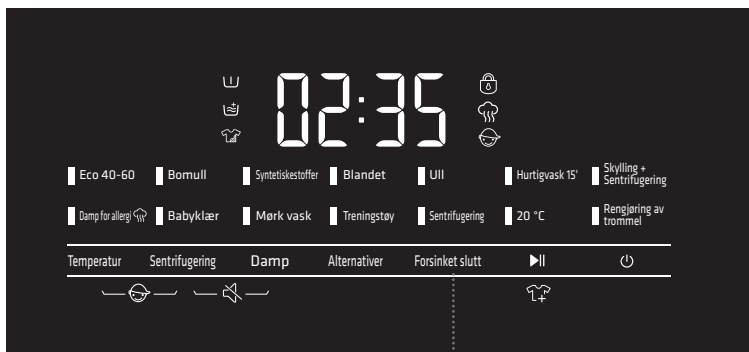 02:35
Eco 40-60 Bomull Syntetiskestoffer Blandet Ull Hurtigvask 15' Skylling +
Sentrifugering
Damp for allergi Babyklær Mørk vask Treningstøy Sentrifugering 20 °C Rengjøring av
trommel
Temperatur Sentrifugering Damp Alternativer Forsinket slutt